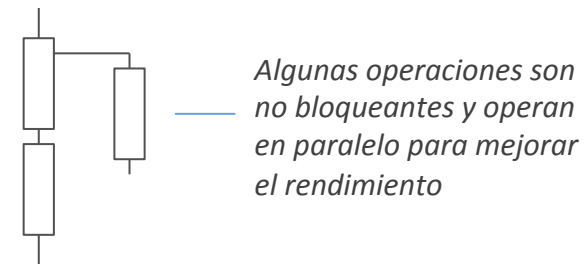 Algunas operaciones son
no bloqueantes y operan
en paralelo para mejorar
el rendimiento